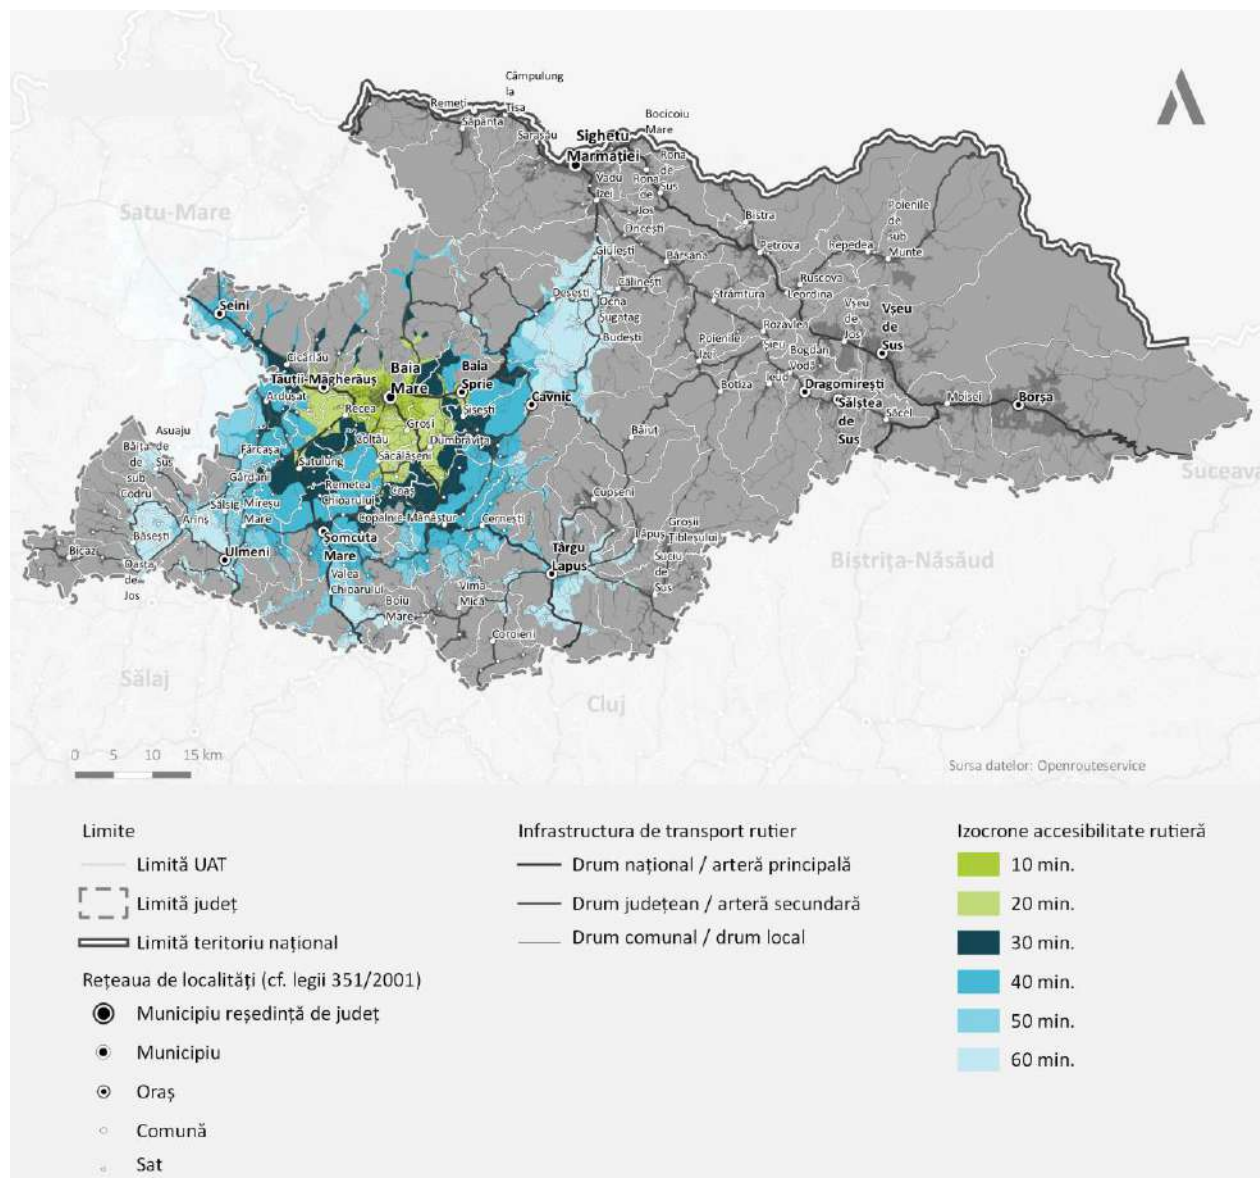 Câmpulung
la
Tisa
Remeți
Săpânța
Sarasău
Bocicoiu
Mare
Sighetu
Marmației
Rona
de
Sus
Rona
de
Jos
Vadu
Izei
Satu-Mare
Oncești
Bistra
Poienile
de
sub
Munte
Giulești
Bârsana
Petrova
Repedea
Ruscova
Desești
Călinești
Strâmtura
Leordina
Seini
Ocna
Șugatag
Vișeu
de
Jos
Vșeu
de
Sus
Budești
Poienile
Izei
Rozavlea
Șieu
Bogdan
Vodă
Ieud
Cicârlău
Baia
Mare
Baia
Sprie
Tăuții-Măgherăuș
Botiza
Dragomirești
Cavnic
Săliștea
de
Sus
Săcel
Moisei
Borșa
Ardusat
Recea
Groși
Șișești
Coltău
Dumbrăvița
Băiuț
Asuaju
de
Sus
Băița
de
sub
Codru
Fărcașa
Satulung
Săcălășeni
Suceava
Gârdani
Remetea
Chioarului
Coaș
Cupșeni
Sălsig
Mireșu
Mare
Copalnic-Mănăștur
Cernești
Groșii
Țibleșului
Lăpuș
Ariniș
Băsești
Bicaz
Ulmeni
Șomcuta
Mare
Târgu
Lăpuș
Suciu
de
Sus
Bistrița-Năsăud
Valea
Chioarului
Vima
Mică
Boiu
Mare
Coroieni
Sălaj
Cluj
0 5 10 15 km
Sursa datelor: Openrouteservice
Limite
Limită UAT
Limită județ
Limită teritoriu național
Rețeaua de localități (cf. legii 351/2001)
Municipiu reședință de județ
Municipiu
Oraș
Comună
Sat
Infrastructura de transport rutier
Drum național / arteră principală
Drum județean / arteră secundară
Drum comunal / drum local
Izocrone accesibilitate rutieră
10 min.
20 min.
30 min.
40 min.
50 min.
60 min.